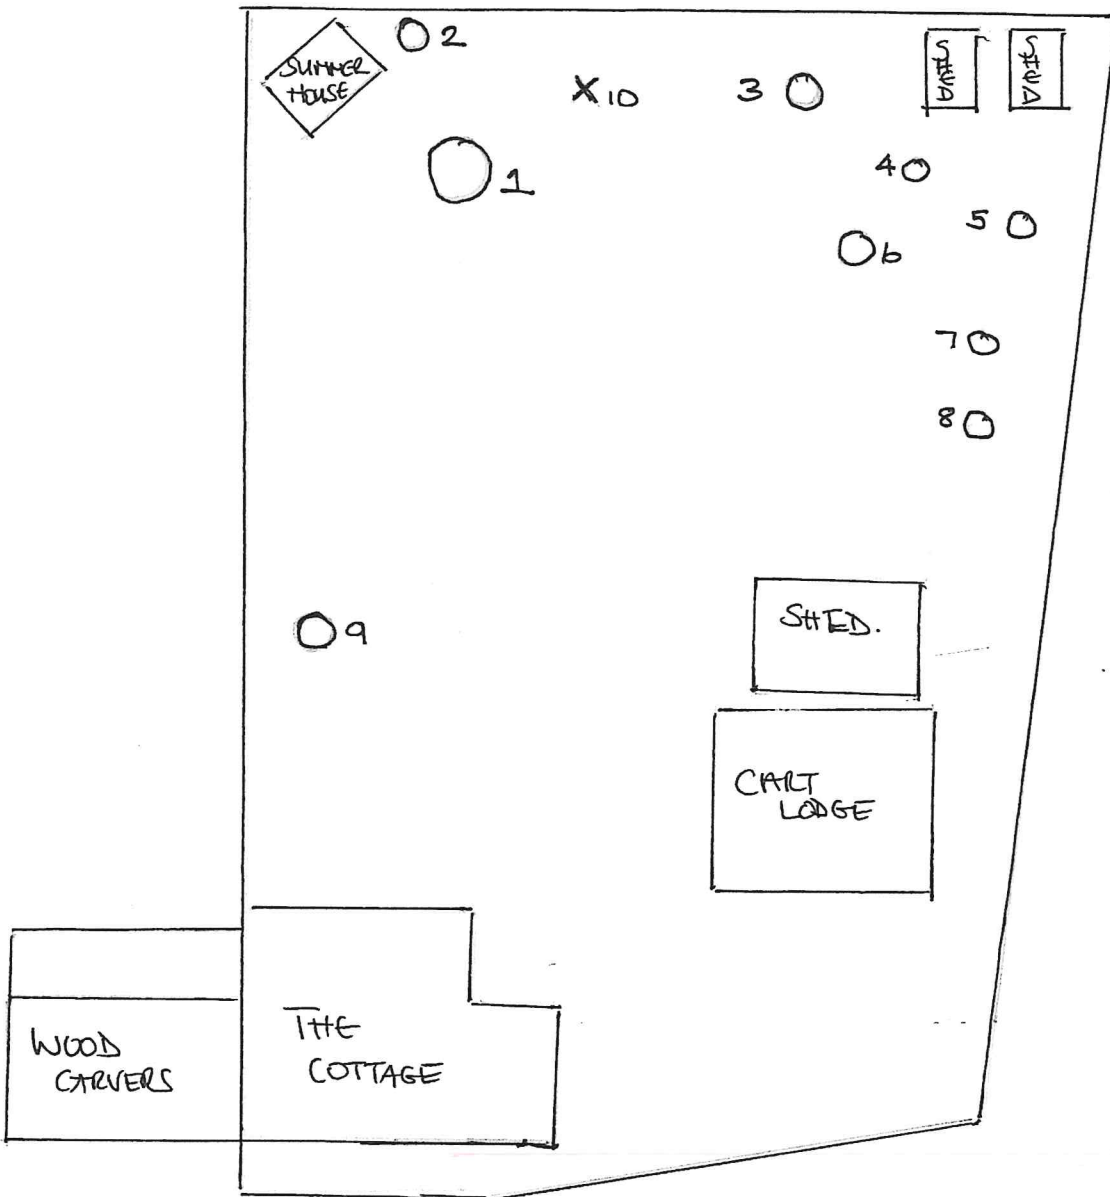 SUMMER
HOUSE
2
X 10
3
SHED
SHED
1
4
5
6
7
8
9
SHED.
CART
LODGE
WOOD
CARVERS
THE
COTTAGE